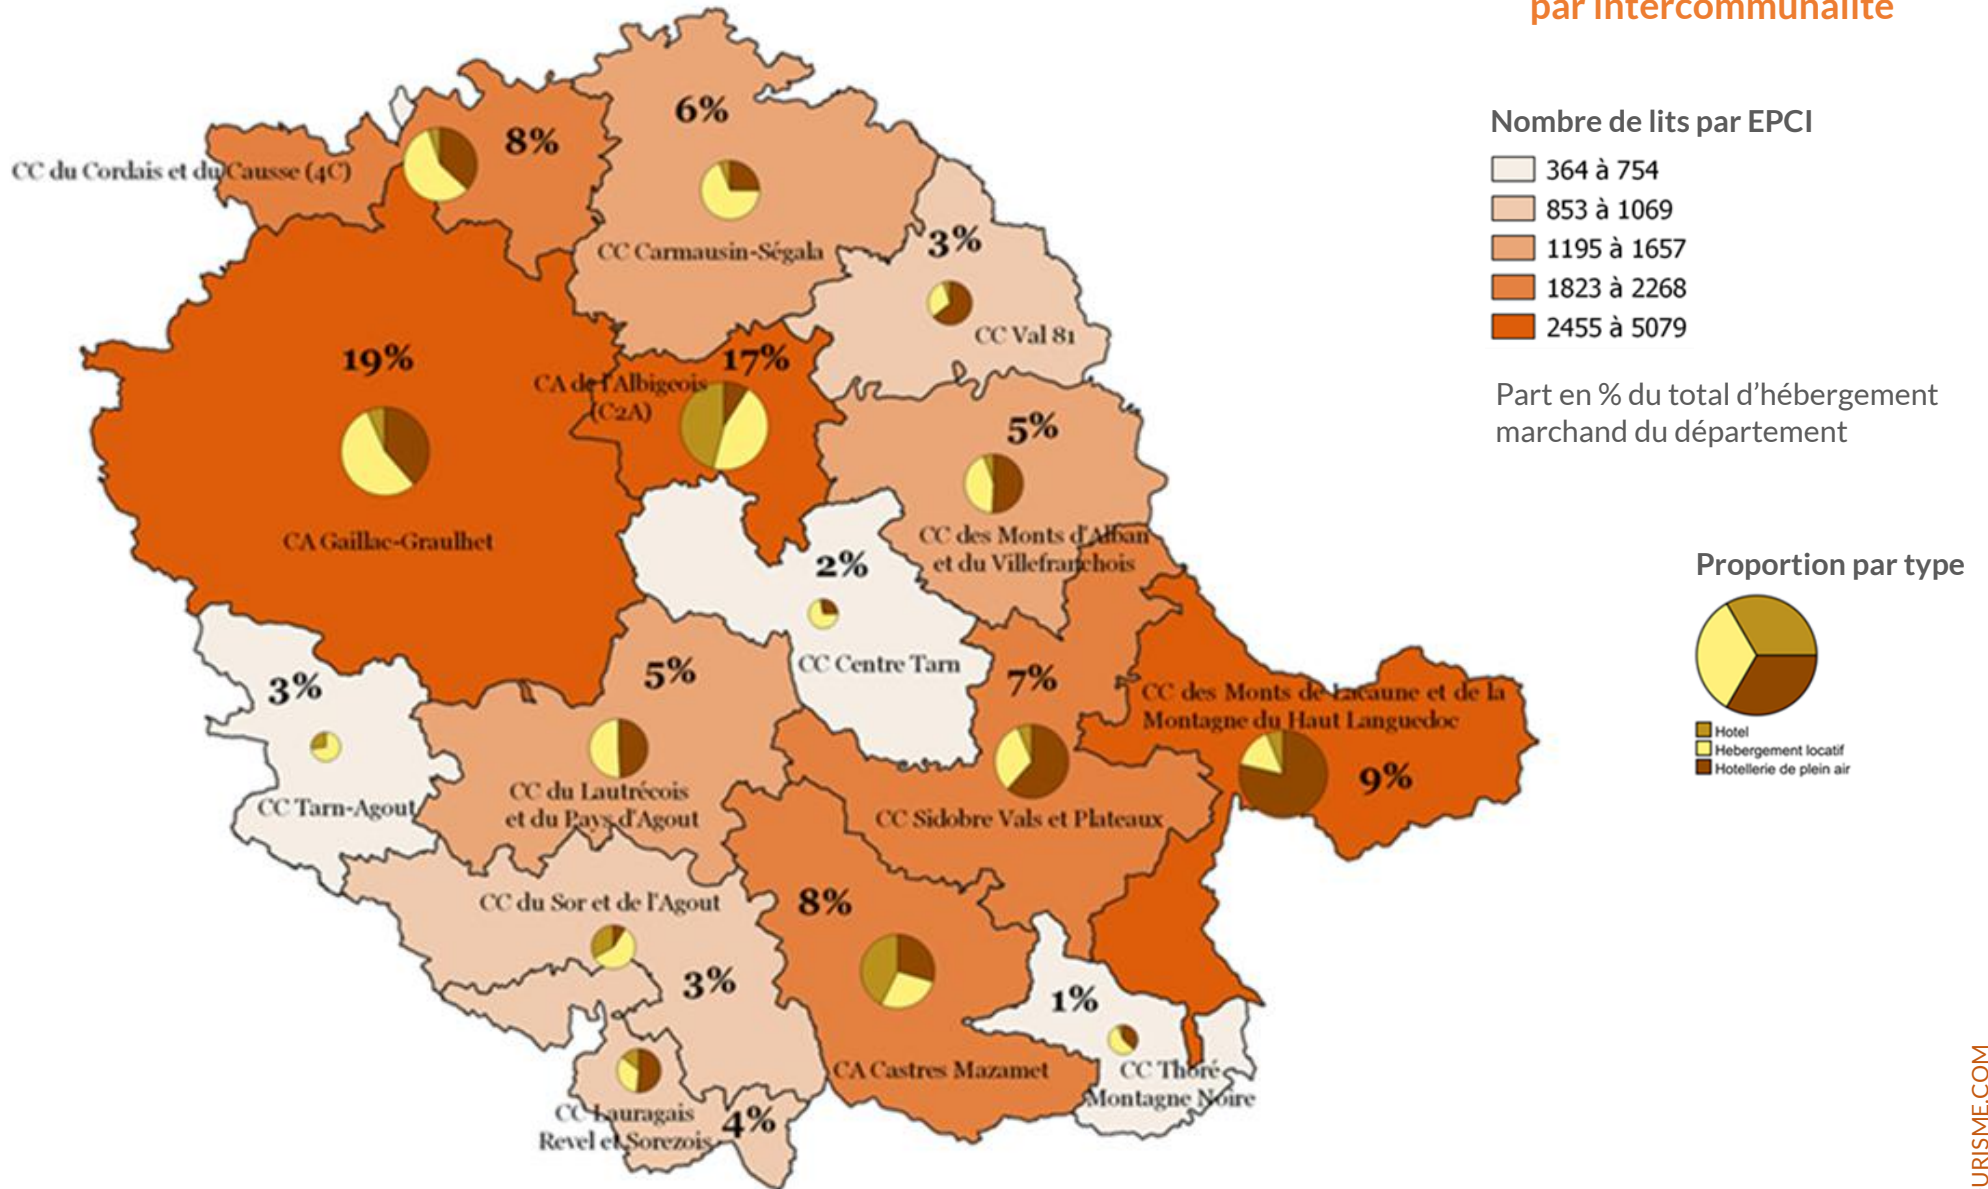 par Intercommunalité
Nombre de lits par EPCI
364 à 754
853 à 1069
1195 à 1657
1823 à 2268
2455 à 5079
Part en % du total d'hébergement
marchand du département
Proportion par type
Hotel
Hebergement locatif
Hotellerie de plein air
6%
8%
CC du Cordais et du Causse (4C)
CC Carmausin-Ségala
3%
CC Val 81
19%
17%
CA de l'Albigeois
(C2A)
5%
CA Gaillac-Graulhet
CC des Monts d'Alban
et du Villefranchois
2%
CC Centre Tarn
3%
5%
7%
CC des Monts de Lacaune et de la
Montagne du Haut Languedoc
9%
CC Tarn-Agout
CC du Lautrécois
et du Pays d'Agout
CC Sidobre Vals et Plateaux
CC du Sor et de l'Agout
8%
3%
1%
CA Castres Mazamet
CC Thoré
Montagne Noire
CC Lauragais
Revel et Sorezois
4%
URISME.COM